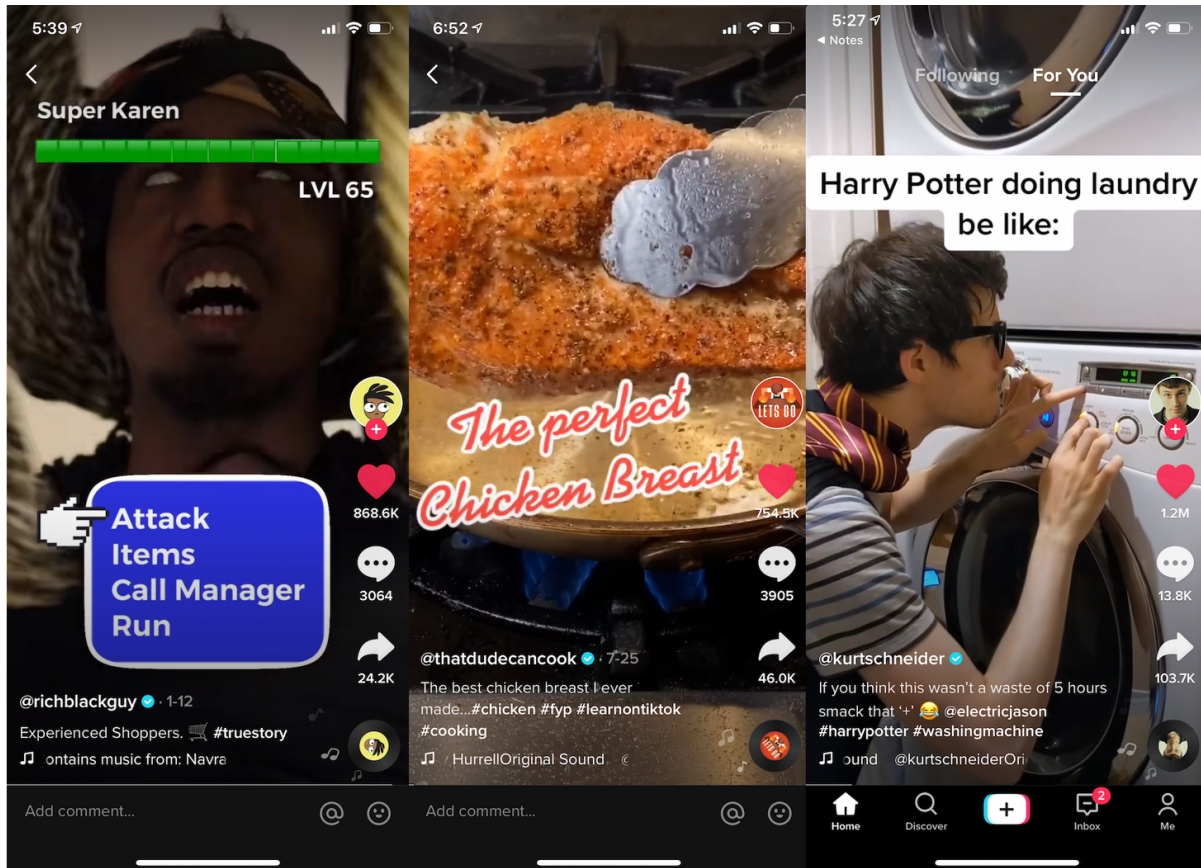 5:39
Super Karen
LVL 65
Attack
Items
Call Manager
Run
868.6K
3064
24.2K
@richblackguy · 1-12
Experienced Shoppers. 🛒 #truestory
ontains music from: Navra
Add comment...
6:52
The perfect
Chicken Breast
LETS GO
754.5K
3905
46.0K
@thatdudecancook · 7-25
The best chicken breast I ever
made...#chicken #fyp #learnontiktok
#cooking
HurrellOriginal Sound
Add comment...
5:27
Notes
Following For You
Harry Potter doing laundry
be like:
1.2M
13.8K
103.7K
@kurtschneider
If you think this wasn’t a waste of 5 hours
smack that ‘+’ 😂 @electricjason
#harrypotter #washingmachine
ound @kurtschneiderOri
2
Home Discover Inbox Me